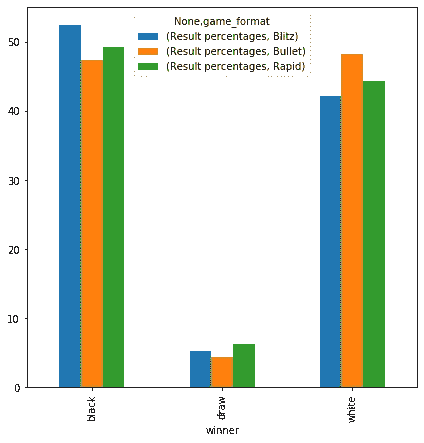 None,game_format
(Result percentages, Blitz)
(Result percentages, Bullet)
(Result percentages, Rapid)
50
40
30
20
10
0
black
draw
white
winner